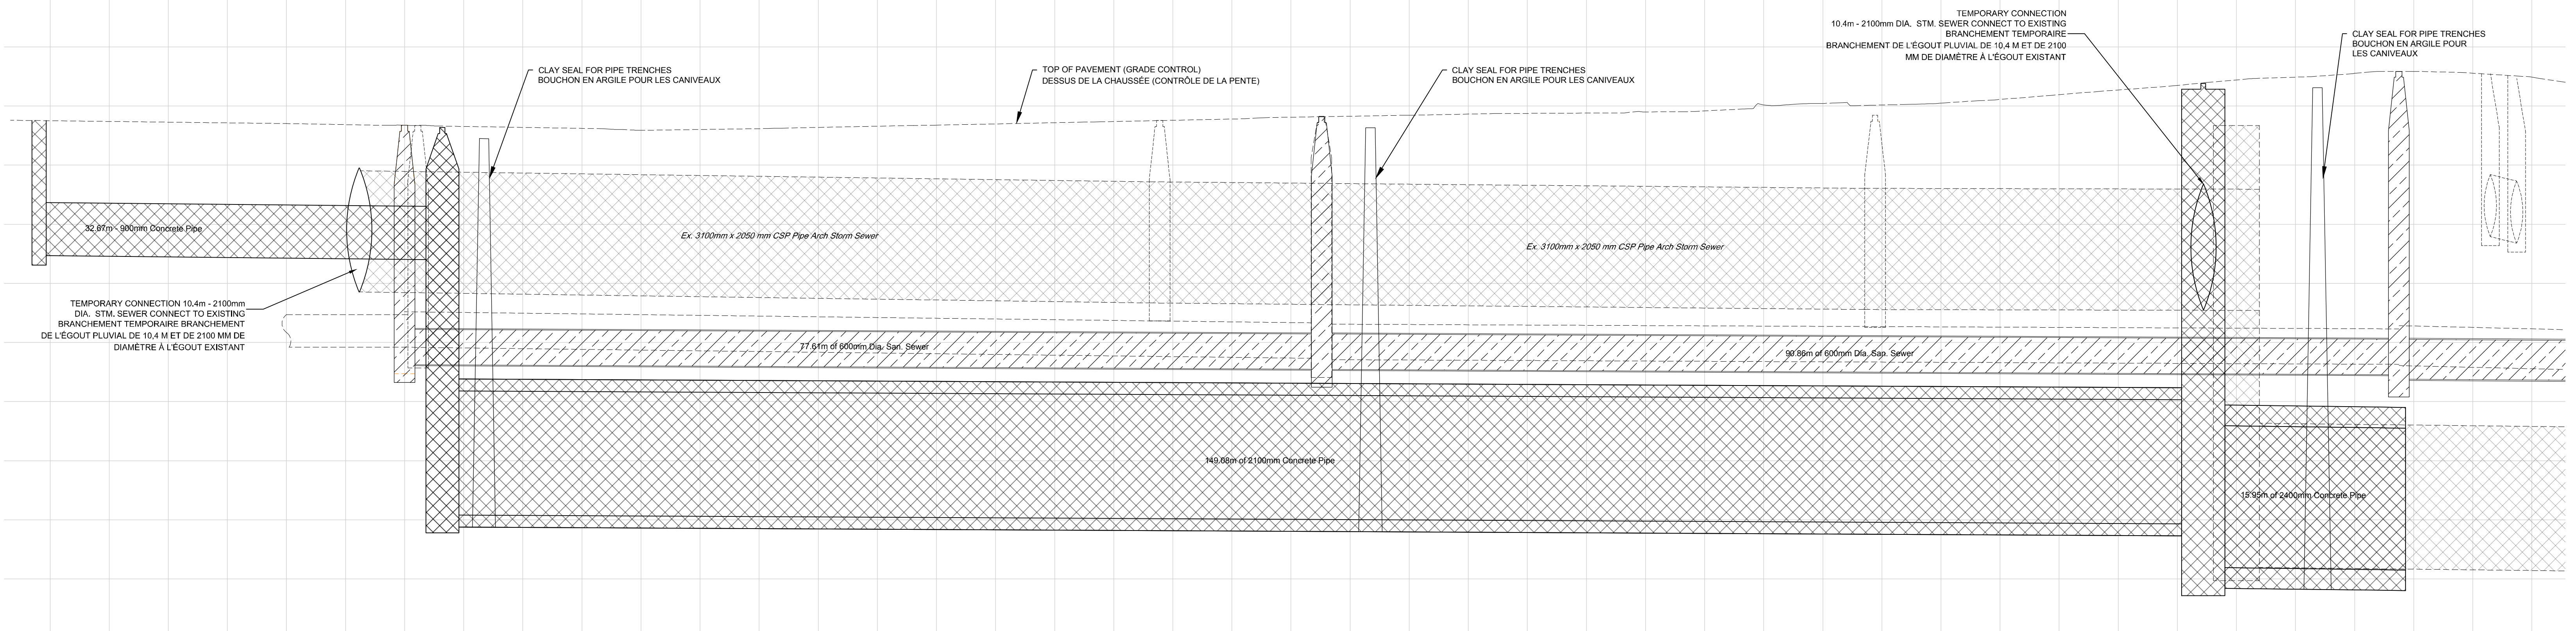 TEMPORARY CONNECTION
10.4m - 2100mm DIA. STM. SEWER CONNECT TO EXISTING
BRANCHEMENT TEMPORAIRE
BRANCHEMENT DE L'ÉGOUT PLUVIAL DE 10,4 M ET DE 2100
MM DE DIAMÈTRE À L'ÉGOUT EXISTANT
CLAY SEAL FOR PIPE TRENCHES
BOUCHON EN ARGILE POUR
LES CANIVEAUX
CLAY SEAL FOR PIPE TRENCHES
BOUCHON EN ARGILE POUR LES CANIVEAUX
TOP OF PAVEMENT (GRADE CONTROL)
DESSUS DE LA CHAUSSÉE (CONTRÔLE DE LA PENTE)
CLAY SEAL FOR PIPE TRENCHES
BOUCHON EN ARGILE POUR LES CANIVEAUX
32.67m - 900mm Concrete Pipe
Ex. 3100mm x 2050 mm CSP Pipe Arch Storm Sewer
Ex. 3100mm x 2050 mm CSP Pipe Arch Storm Sewer
TEMPORARY CONNECTION 10.4m - 2100mm
DIA. STM. SEWER CONNECT TO EXISTING
BRANCHEMENT TEMPORAIRE BRANCHEMENT
DE L'ÉGOUT PLUVIAL DE 10,4 M ET DE 2100 MM DE
DIAMÈTRE À L'ÉGOUT EXISTANT
77.61m of 600mm Dia. San. Sewer
90.86m of 600mm Dia. San. Sewer
149.08m of 2100mm Concrete Pipe
15.95m of 2400mm Concrete Pipe